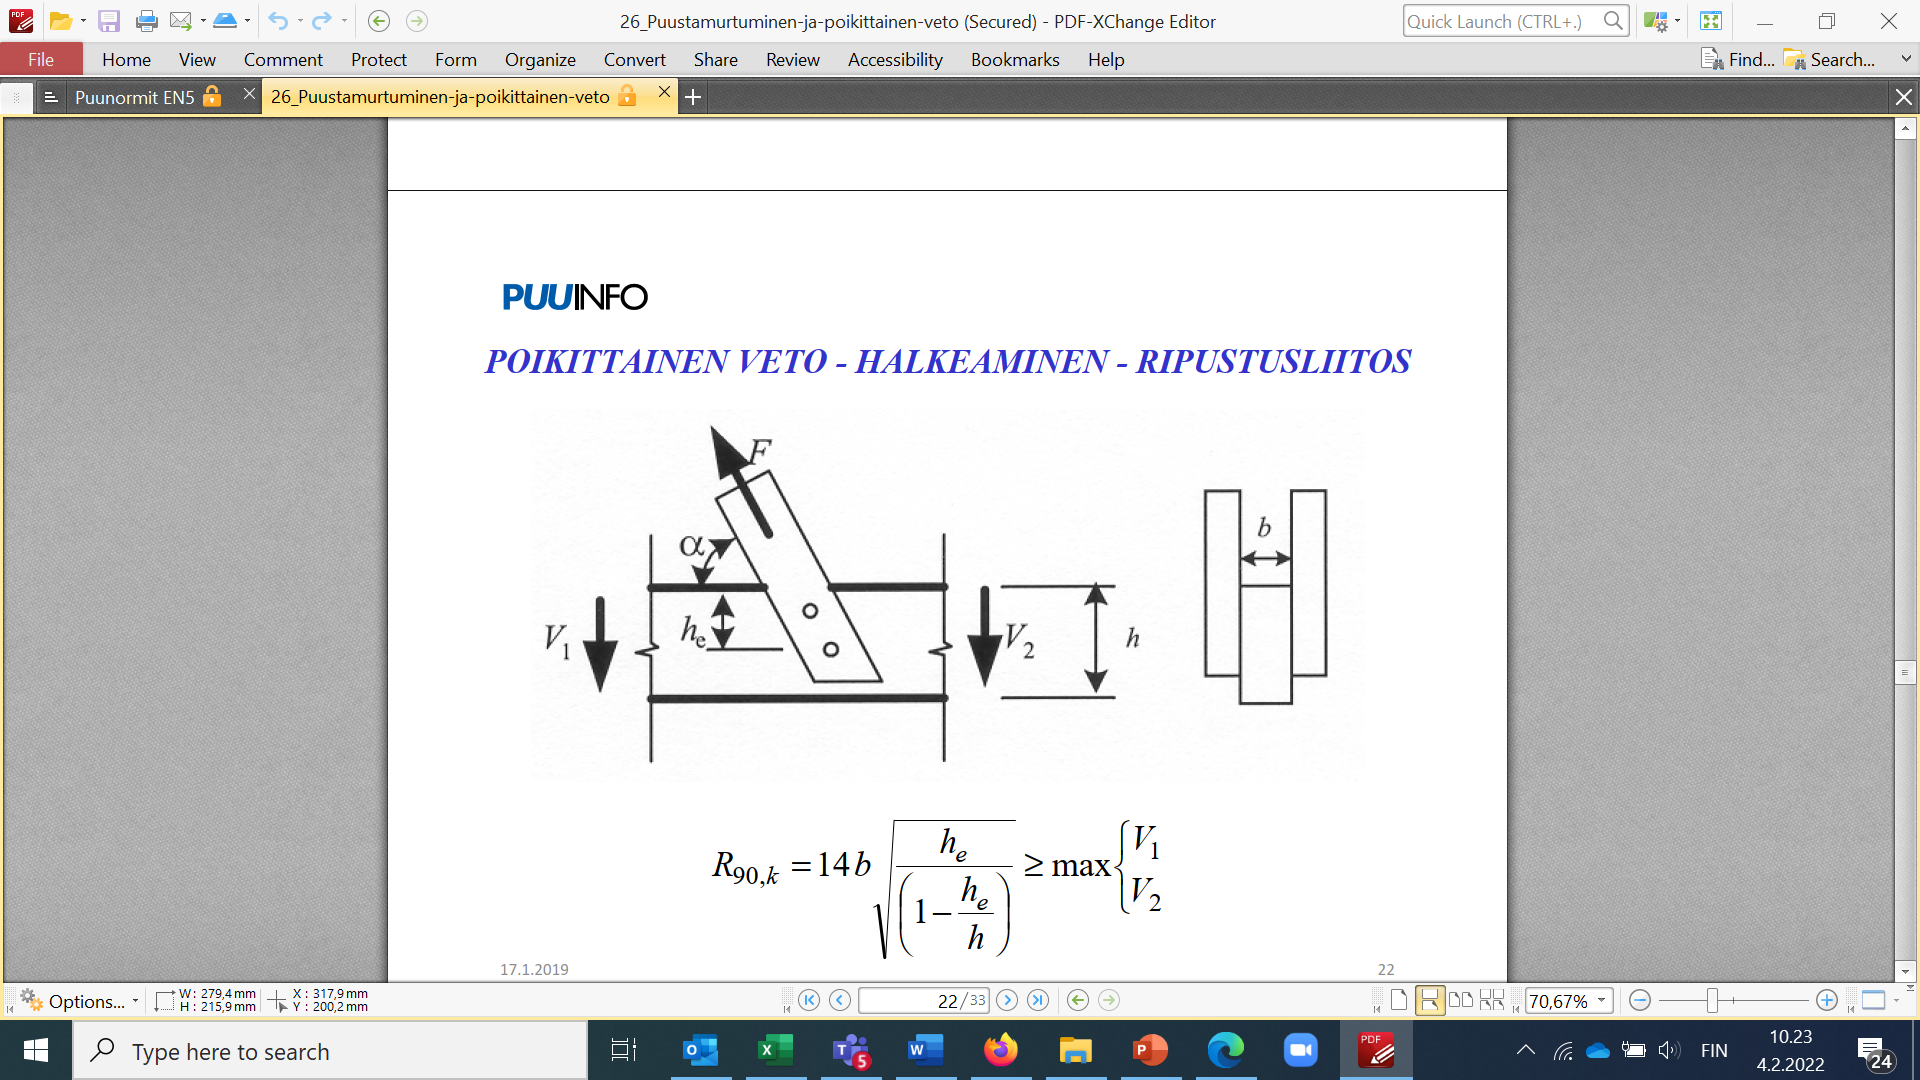 26_Puustamurtuminen-ja-poikittainen-veto (Secured) - PDF-XChange Editor
Quick Launch (CTRL+.)
File Home View Comment Protect Form Organize Convert Share Review Accessibility Bookmarks Help
Find... Search...
Puunormit EN5
26_Puustamurtuminen-ja-poikittainen-veto
PUUINFO
POIKITTAINEN VETO - HALKEAMINEN - RIPUSTUSLIITOS
F
α
b
V1
he
V2
h
R90,k = 14 b √(he / (1 − he/h)) ≥ max { V1 V2
17.1.2019
22
Options...
W: 279,4 mm
H: 215,9 mm
X: 317,9 mm
Y: 200,2 mm
22 / 33
70,67%
Type here to search
5
PDF
FIN
10.23
4.2.2022
24